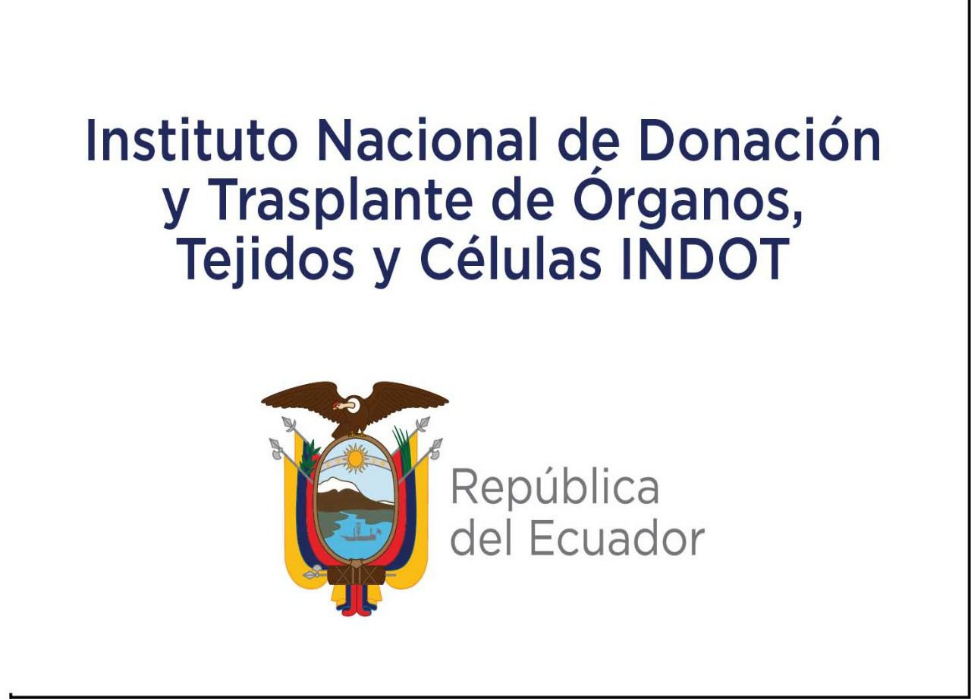 Instituto Nacional de Donación
y Trasplante de Órganos,
Tejidos y Células INDOT
República
del Ecuador